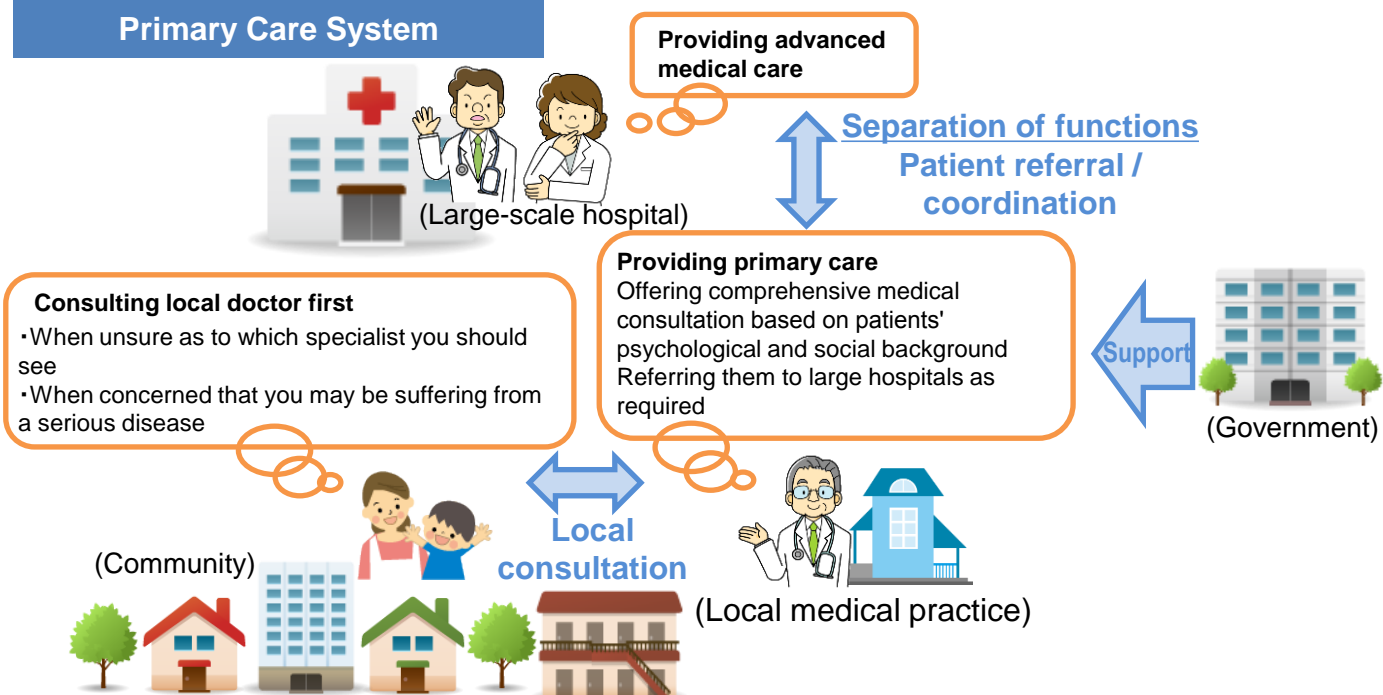 Primary Care System
Providing advanced
medical care
Separation of functions
Patient referral /
coordination
(Large-scale hospital)
Consulting local doctor first
・When unsure as to which specialist you should
see
・When concerned that you may be suffering from
a serious disease
Providing primary care
Offering comprehensive medical
consultation based on patients'
psychological and social background
Referring them to large hospitals as
required
Support
(Government)
Local
consultation
(Community)
(Local medical practice)